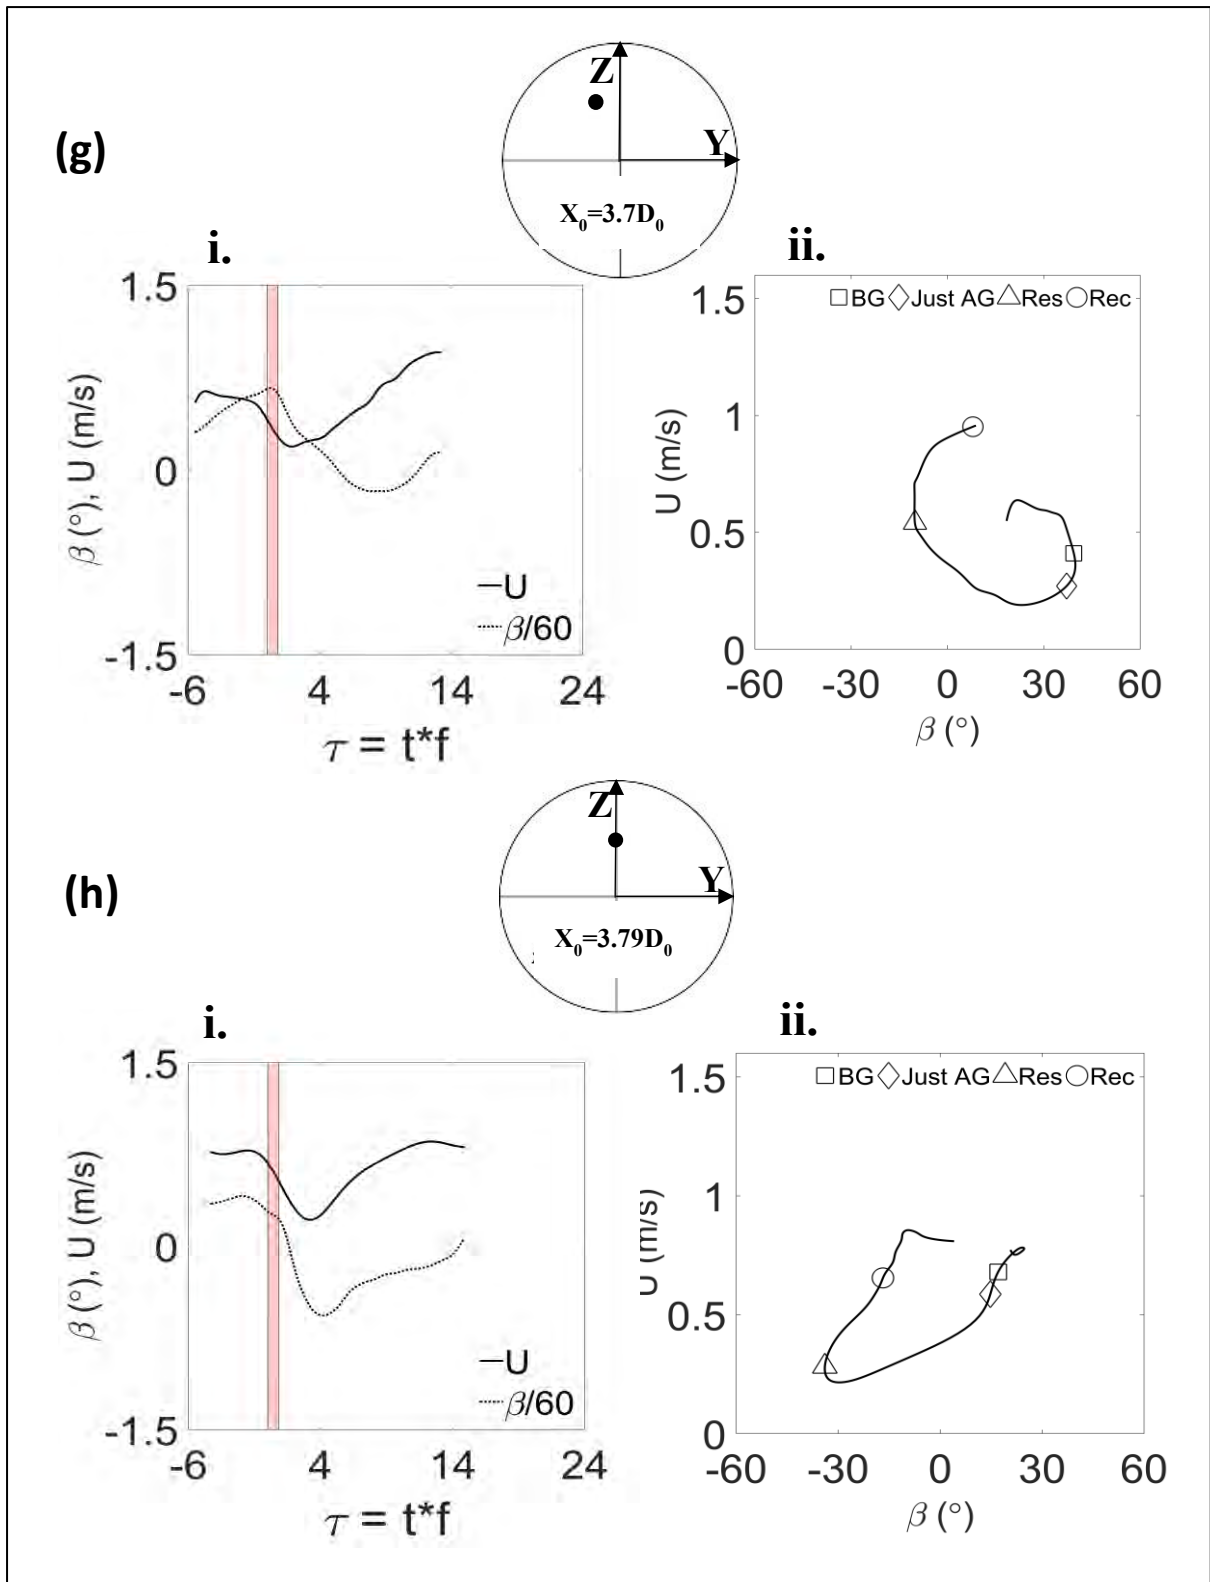 Z
(g)
Y
X0=3.7D0
i.
ii.
1.5
0
-1.5
β (°), U (m/s)
U
β/60
-6 4 14 24
τ = t*f
BG Just AG Res Rec
1.5
1
0.5
0
U (m/s)
-60 -30 0 30 60
β (°)
Z
(h)
Y
X0=3.79D0
i.
ii.
1.5
0
-1.5
β (°), U (m/s)
U
β/60
-6 4 14 24
τ = t*f
BG Just AG Res Rec
1.5
1
0.5
0
U (m/s)
-60 -30 0 30 60
β (°)